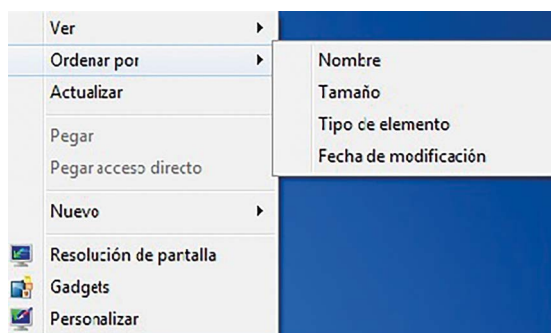 Ver
Ordenar por
Actualizar
Pegar
Pegar acceso directo
Nuevo
Resolución de pantalla
Gadgets
Personalizar
Nombre
Tamaño
Tipo de elemento
Fecha de modificación